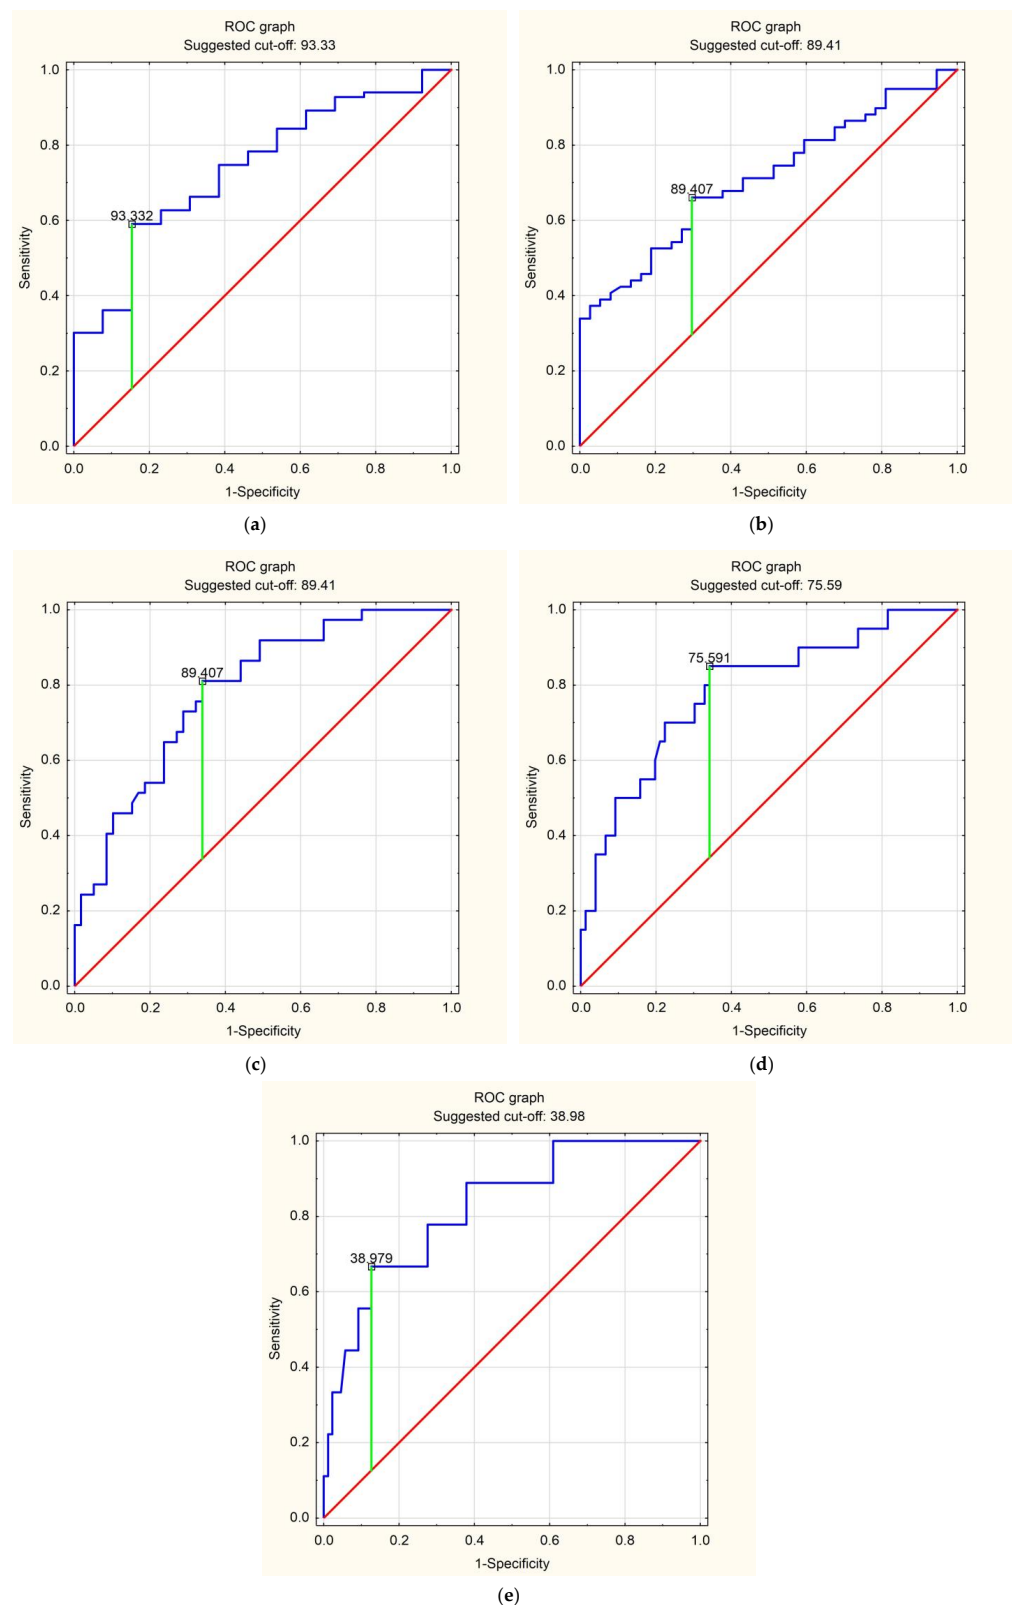 ROC graph
Suggested cut-off: 93.33
1.0
0.8
0.6
0.4
0.2
0.0
Sensitivity
93.332
0.0 0.2 0.4 0.6 0.8 1.0
1-Specificity
(a)
ROC graph
Suggested cut-off: 89.41
1.0
0.8
0.6
0.4
0.2
0.0
Sensitivity
89.407
0.0 0.2 0.4 0.6 0.8 1.0
1-Specificity
(b)
ROC graph
Suggested cut-off: 89.41
1.0
0.8
0.6
0.4
0.2
0.0
Sensitivity
89.407
0.0 0.2 0.4 0.6 0.8 1.0
1-Specificity
(c)
ROC graph
Suggested cut-off: 75.59
1.0
0.8
0.6
0.4
0.2
0.0
Sensitivity
75.591
0.0 0.2 0.4 0.6 0.8 1.0
1-Specificity
(d)
ROC graph
Suggested cut-off: 38.98
1.0
0.8
0.6
0.4
0.2
0.0
Sensitivity
38.979
0.0 0.2 0.4 0.6 0.8 1.0
1-Specificity
(e)